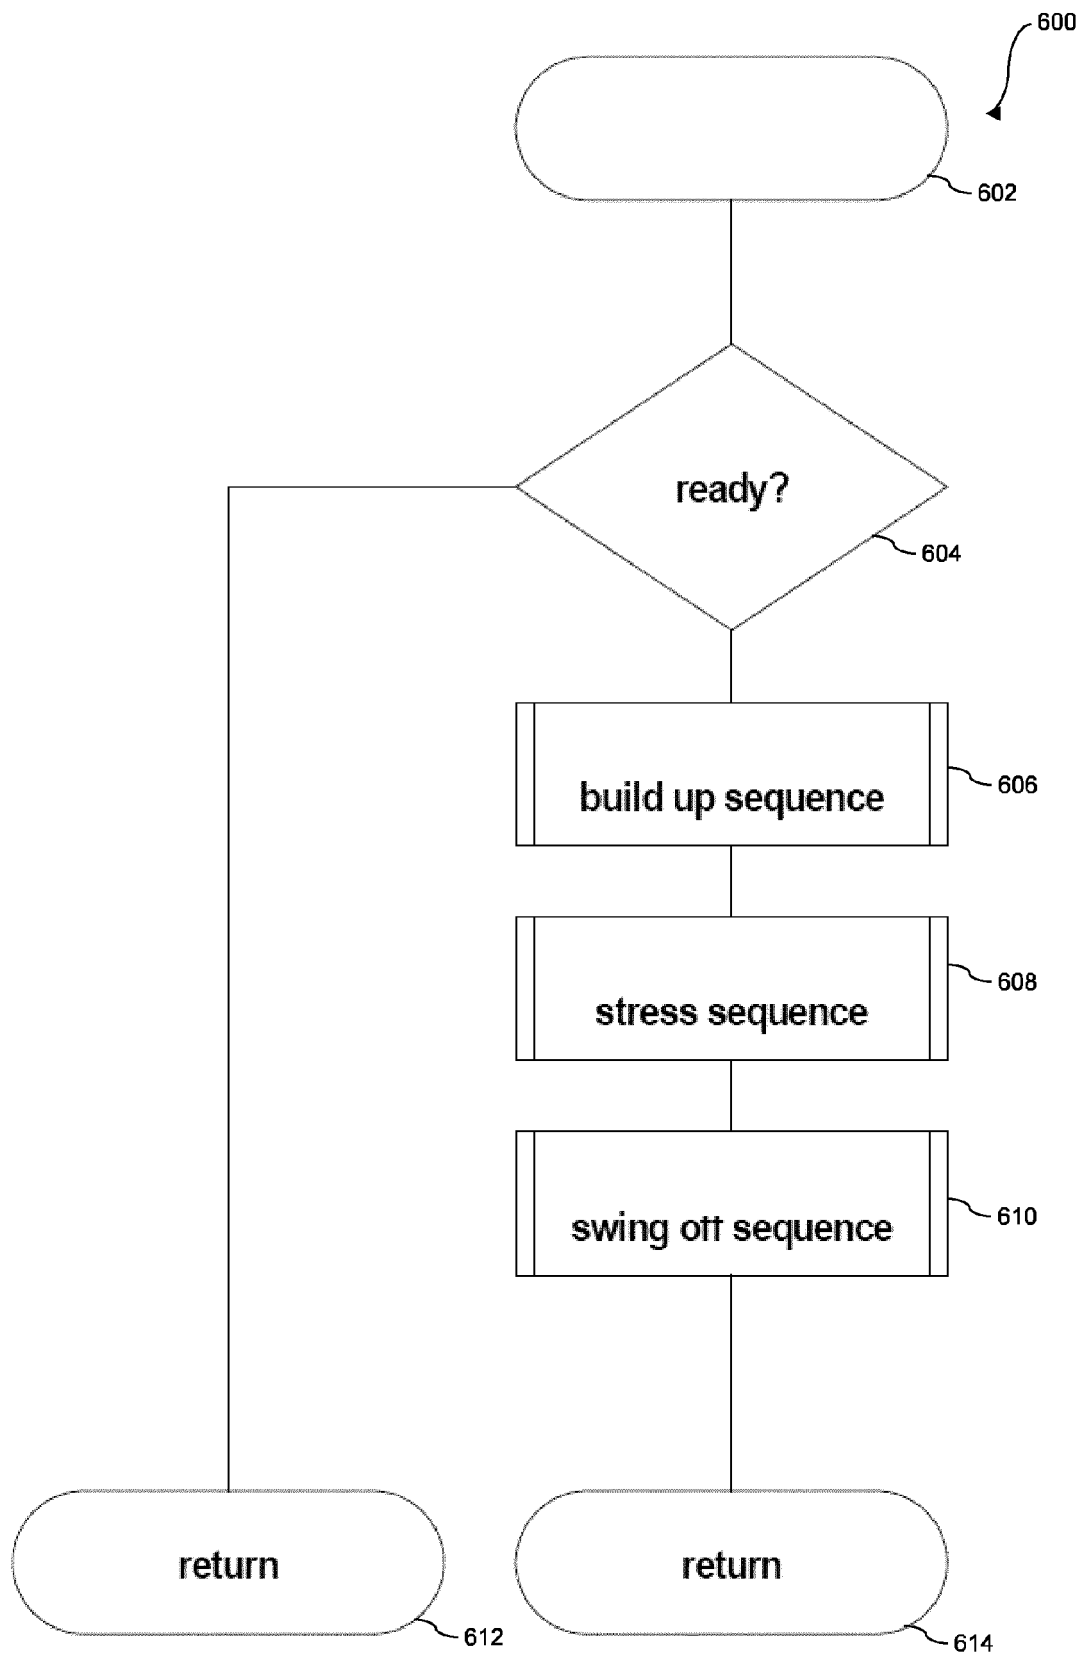 600
602
ready?
604
build up sequence
606
stress sequence
608
swing off sequence
610
return
612
return
614